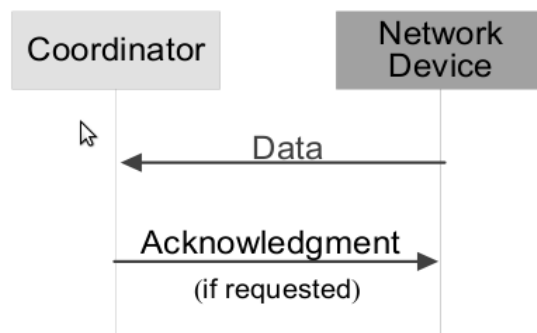 Coordinator
Network
Device
Data
Acknowledgment
(if requested)